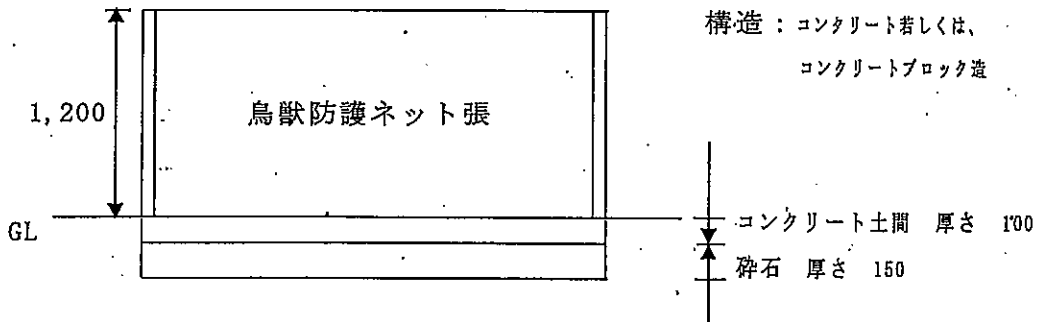 構造：コンクリート若しくは、
コンクリートブロック造
1,200
鳥獣防護ネット張
GL
コンクリート土間 厚さ 100
砕石 厚さ 150